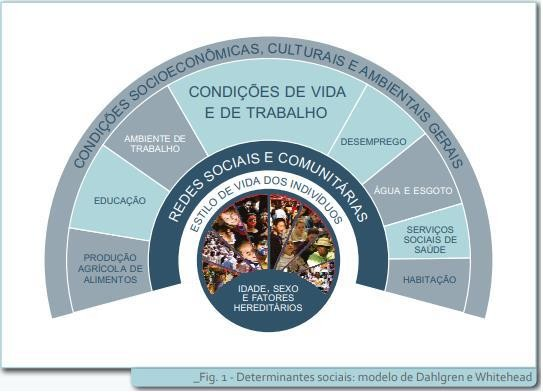 CONDIÇÕES SOCIOECONÔMICAS, CULTURAIS E AMBIENTAIS GERAIS
CONDIÇÕES DE VIDA
E DE TRABALHO
AMBIENTE DE
TRABALHO
DESEMPREGO
EDUCAÇÃO
ÁGUA E ESGOTO
PRODUÇÃO
AGRÍCOLA DE
ALIMENTOS
SERVIÇOS
SOCIAIS DE
SAÚDE
HABITAÇÃO
REDES SOCIAIS E COMUNITÁRIAS
ESTILO DE VIDA DOS INDIVÍDUOS
IDADE, SEXO
E FATORES
HEREDITÁRIOS
_Fig. 1 - Determinantes sociais: modelo de Dahlgren e Whitehead